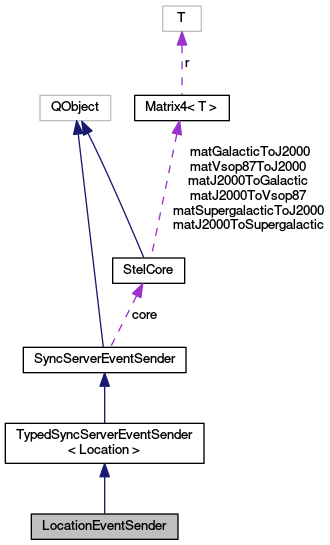 T
r
QObject
Matrix4< T >
matGalacticToJ2000
matVsop87ToJ2000
matJ2000ToGalactic
matJ2000ToVsop87
matSupergalacticToJ2000
matJ2000ToSupergalactic
StelCore
core
SyncServerEventSender
TypedSyncServerEventSender
< Location >
LocationEventSender